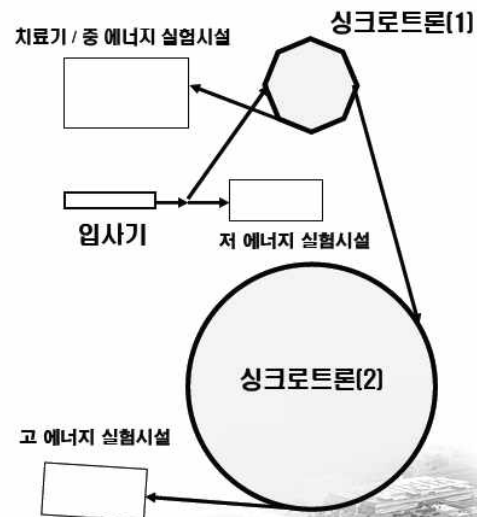 싱크로트론(1)
치료기 / 중 에너지 실험시설
입사기
저 에너지 실험시설
싱크로트론(2)
고 에너지 실험시설